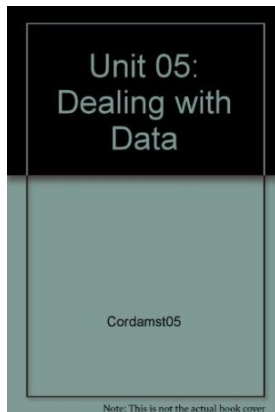 Unit 05:
Dealing with
Data
Cordamst05
Note: This is not the actual book cover